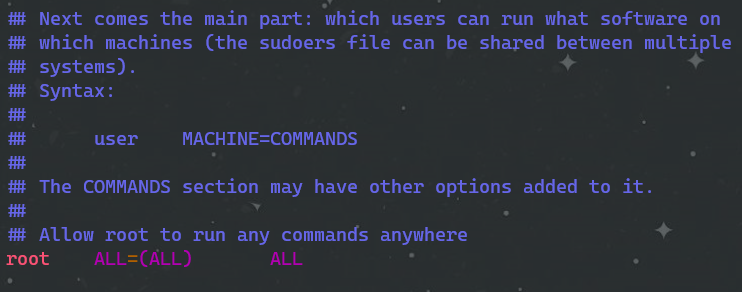 ## Next comes the main part: which users can run what software on
## which machines (the sudoers file can be shared between multiple
## systems).
## Syntax:
##
##      user    MACHINE=COMMANDS
##
## The COMMANDS section may have other options added to it.
##
## Allow root to run any commands anywhere
root    ALL=(ALL)       ALL